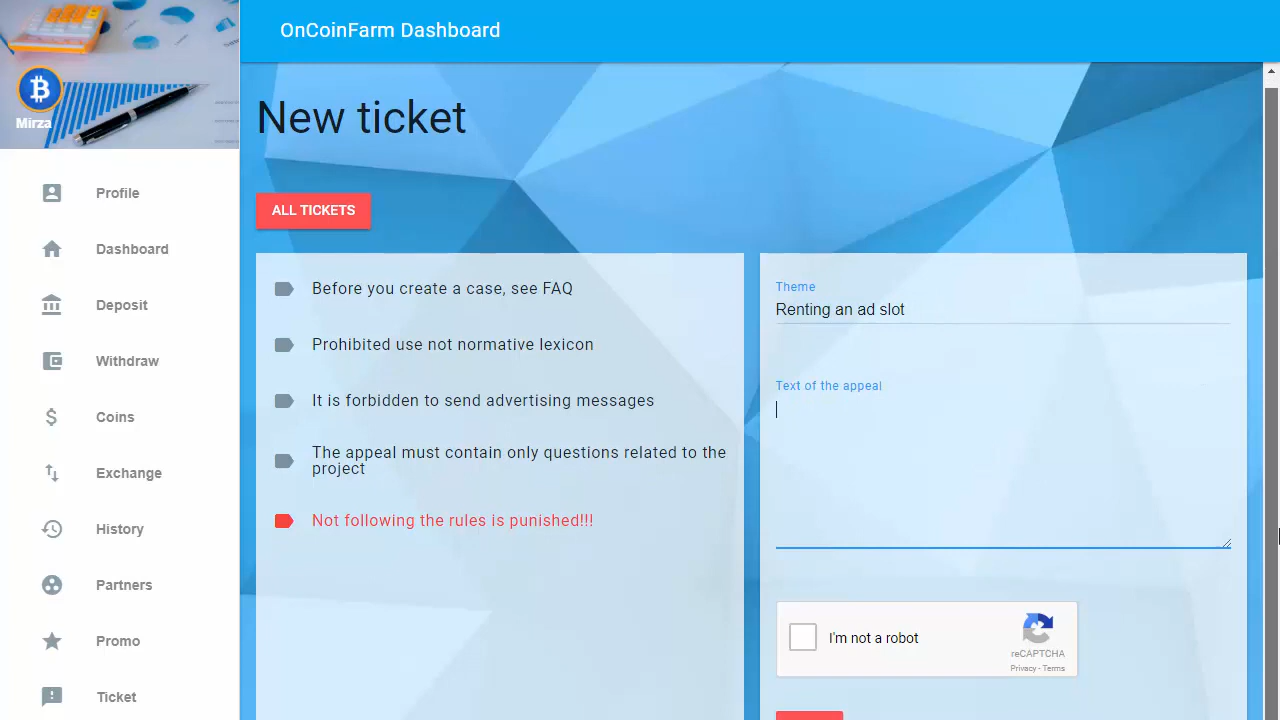 OnCoinFarm Dashboard
Mirza
Profile
Dashboard
Deposit
Withdraw
Coins
Exchange
History
Partners
Promo
Ticket
New ticket
ALL TICKETS
Before you create a case, see FAQ
Prohibited use not normative lexicon
It is forbidden to send advertising messages
The appeal must contain only questions related to the
project
Not following the rules is punished!!!
Theme
Renting an ad slot
Text of the appeal
I'm not a robot
reCAPTCHA
Privacy - Terms